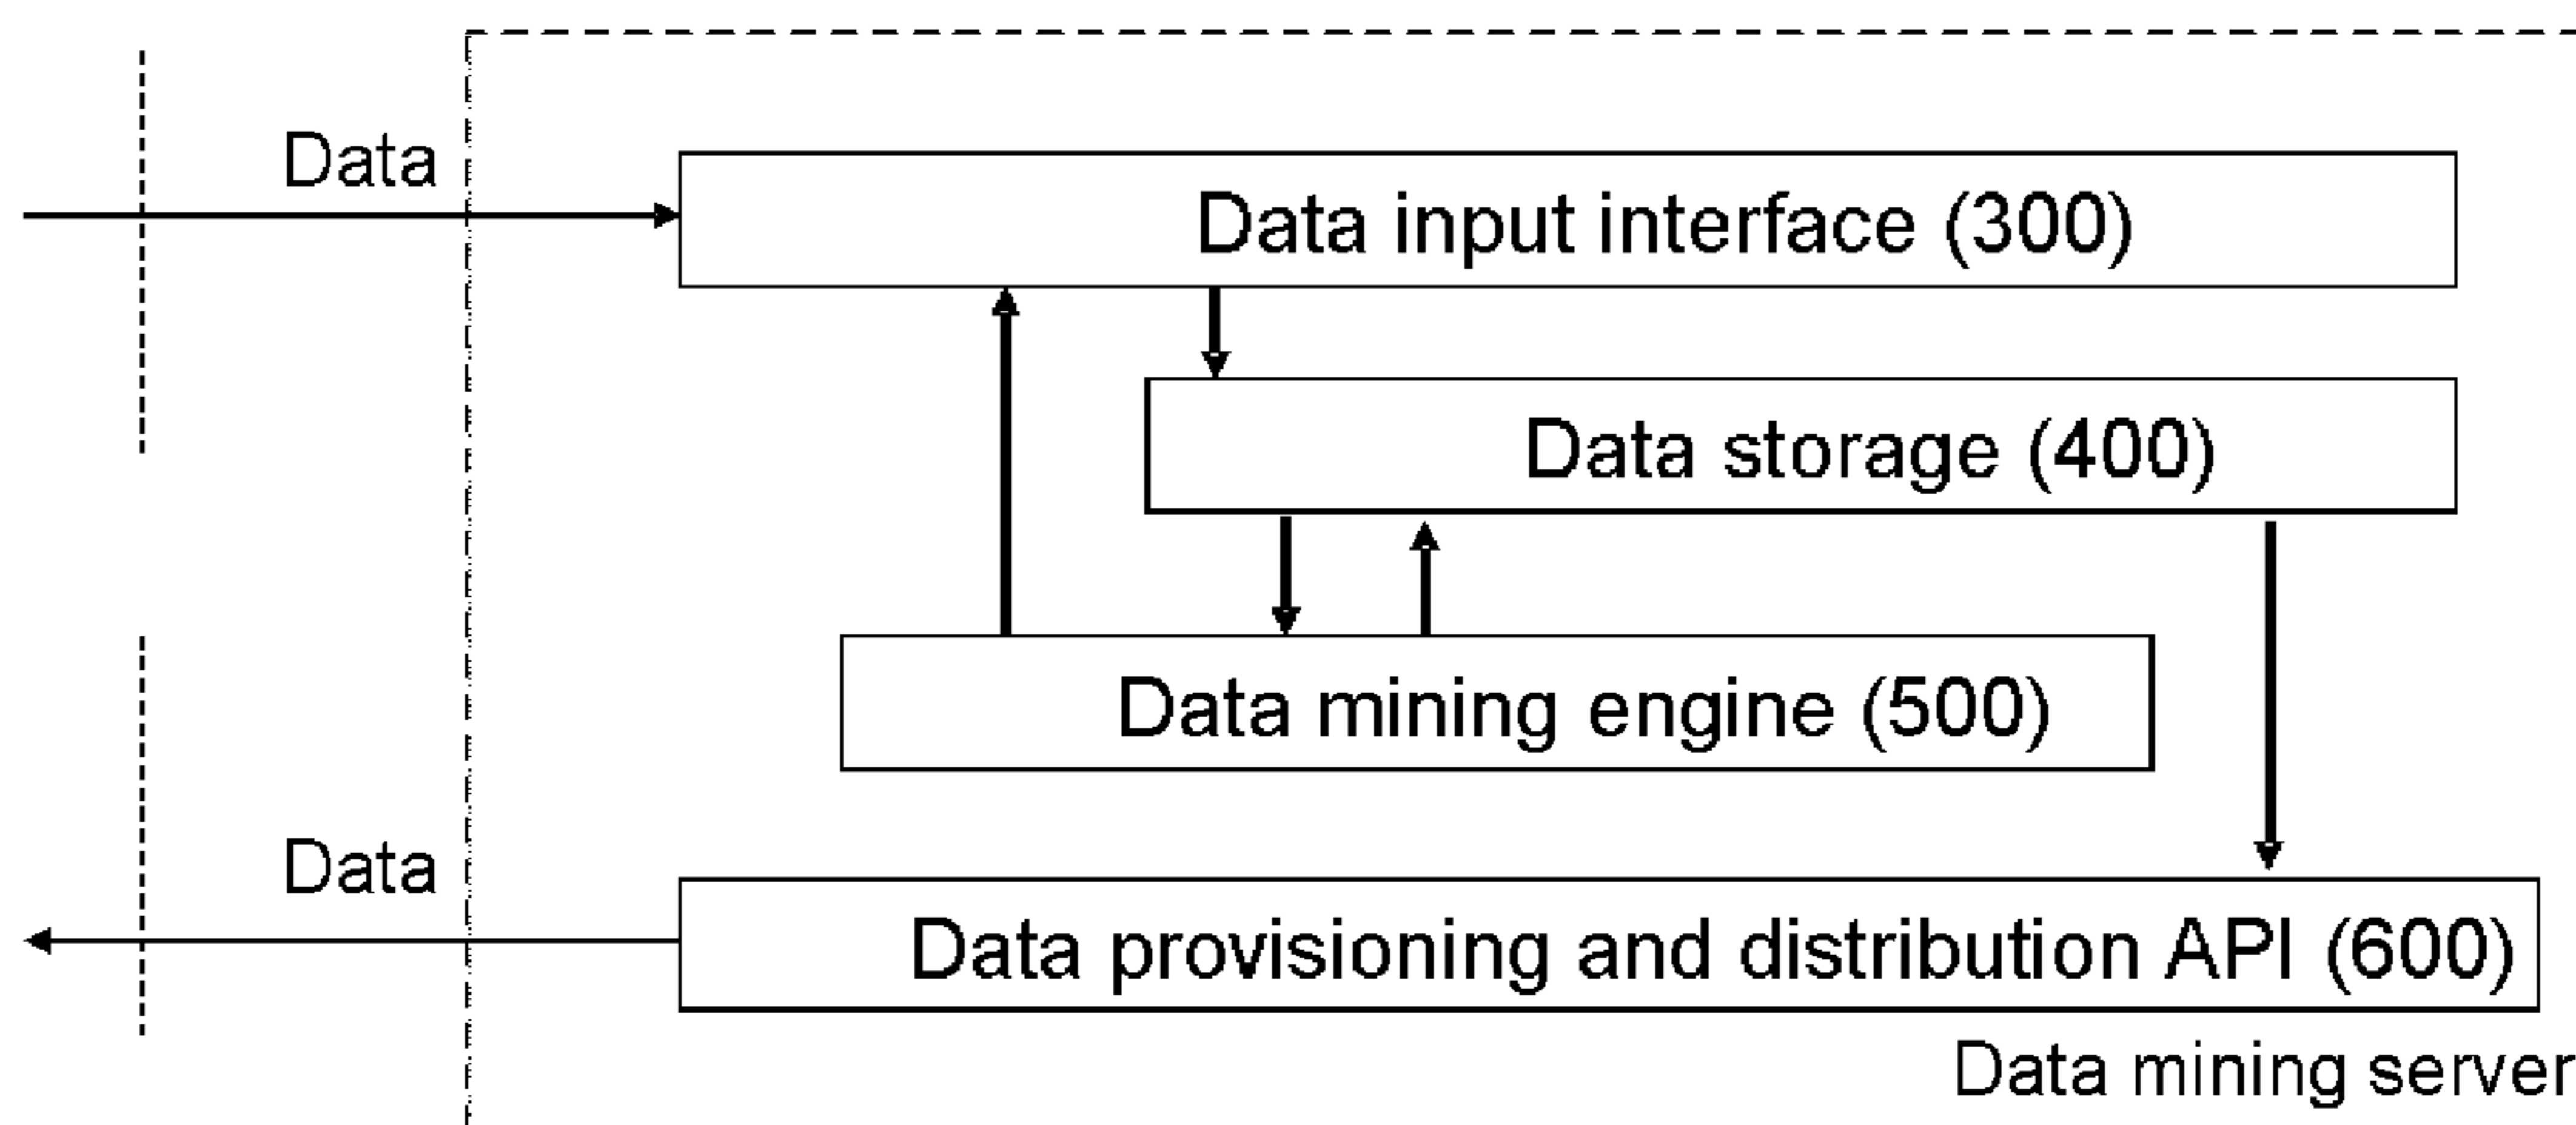 Data
Data input interface (300)
Data storage (400)
Data mining engine (500)
Data
Data provisioning and distribution API (600)
Data mining server